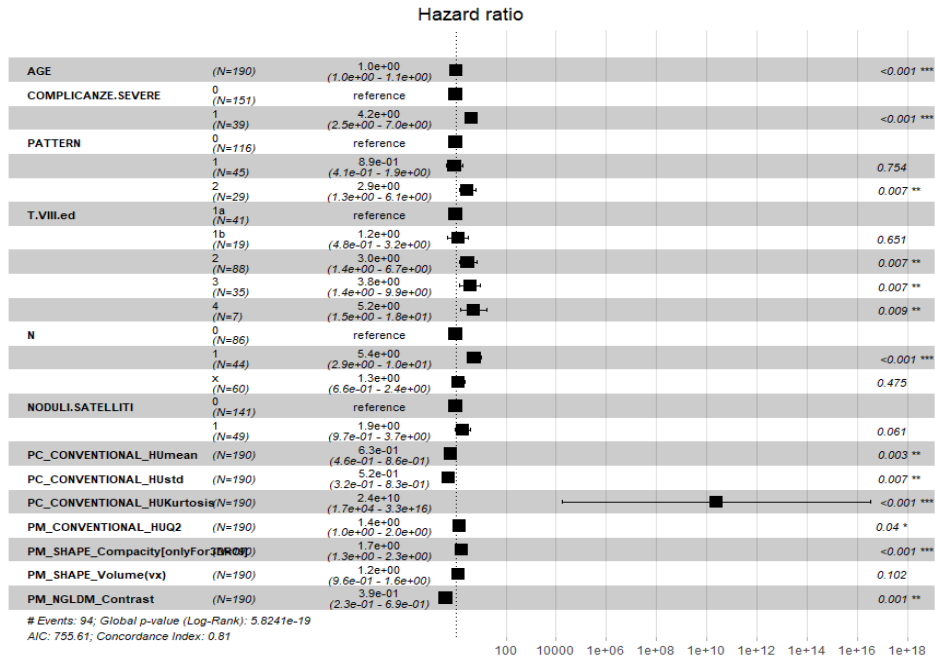 Hazard ratio
AGE (N=190) 1.0e+00 (1.0e+00 - 1.1e+00) <0.001 ***
COMPLICANZE.SEVERE 0 (N=151) reference
1 (N=39) 4.2e+00 (2.5e+00 - 7.0e+00) <0.001 ***
PATTERN 0 (N=116) reference
1 (N=45) 8.9e-01 (4.1e-01 - 1.9e+00) 0.754
2 (N=29) 2.9e+00 (1.3e+00 - 6.1e+00) 0.007 **
T.VIII.ed 1a (N=41) reference
1b (N=19) 1.2e+00 (4.8e-01 - 3.2e+00) 0.651
2 (N=88) 3.0e+00 (1.4e+00 - 6.7e+00) 0.007 **
3 (N=35) 3.8e+00 (1.4e+00 - 9.9e+00) 0.007 **
4 (N=7) 5.2e+00 (1.5e+00 - 1.8e+01) 0.009 **
N 0 (N=86) reference
1 (N=44) 5.4e+00 (2.9e+00 - 1.0e+01) <0.001 ***
x (N=60) 1.3e+00 (6.6e-01 - 2.4e+00) 0.475
NODULI.SATELLITI 0 (N=141) reference
1 (N=49) 1.9e+00 (9.7e-01 - 3.7e+00) 0.061
PC_CONVENTIONAL_HUmean (N=190) 6.3e-01 (4.6e-01 - 8.6e-01) 0.003 **
PC_CONVENTIONAL_HUstd (N=190) 5.2e-01 (3.2e-01 - 8.3e-01) 0.007 **
PC_CONVENTIONAL_HUKurtosis (N=190) 2.4e+10 (1.7e+04 - 3.3e+16) <0.001 ***
PM_CONVENTIONAL_HUQ2 (N=190) 1.4e+00 (1.0e+00 - 2.0e+00) 0.04 *
PM_SHAPE_Compacity[onlyFor 1.7e+00 (1.3e+00 - 2.3e+00) <0.001 ***
PM_SHAPE_Volume(vx) (N=190) 1.2e+00 (9.6e-01 - 1.6e+00) 0.102
PM_NGLDM_Contrast (N=190) 3.9e-01 (2.3e-01 - 6.9e-01) 0.001 **
# Events: 94; Global p-value (Log-Rank): 5.8241e-19
AIC: 755.61; Concordance Index: 0.81
100 10000 1e+06 1e+08 1e+10 1e+12 1e+14 1e+16 1e+18